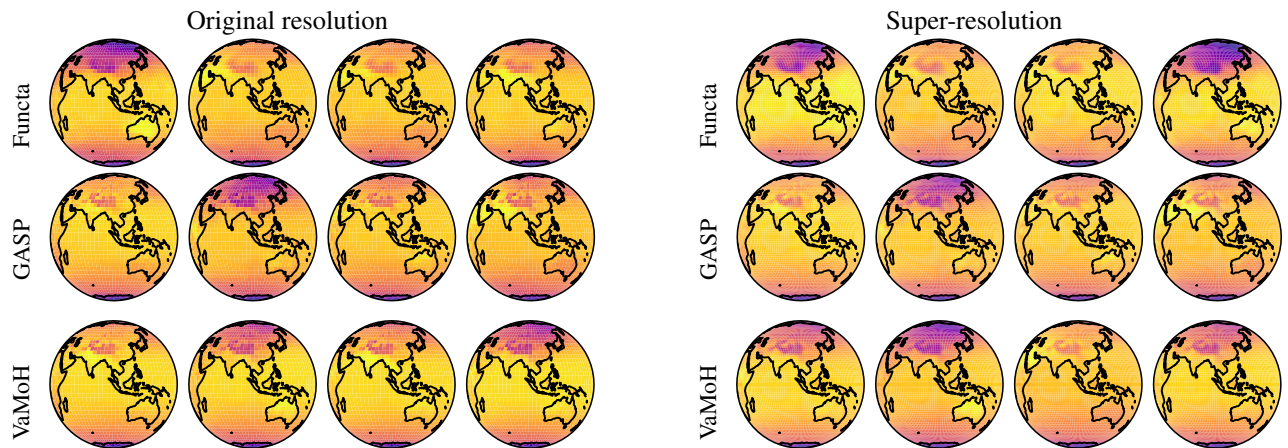 Original resolution
Functa
GASP
VaMoH
Super-resolution
Functa
GASP
VaMoH